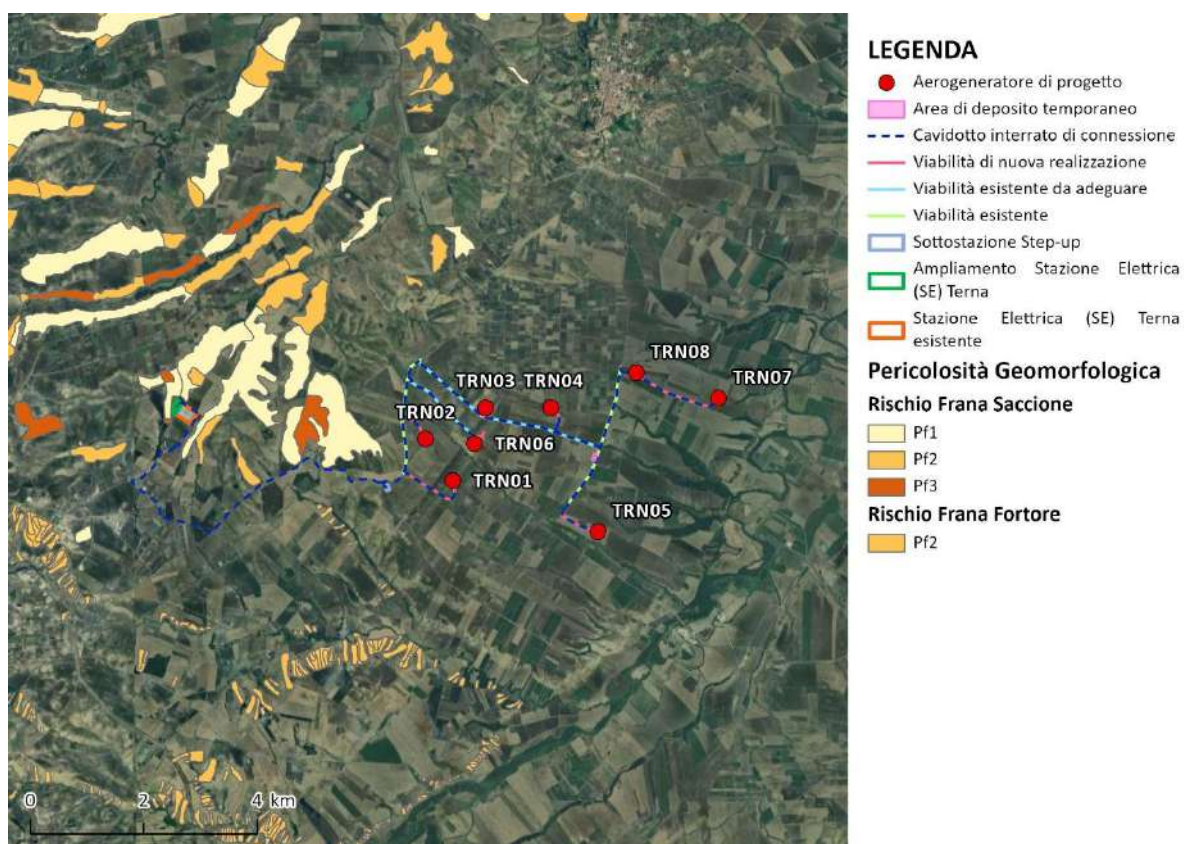 LEGENDA
Aerogeneratore di progetto
Area di deposito temporaneo
Cavidotto interrato di connessione
Viabilità di nuova realizzazione
Viabilità esistente da adeguare
Viabilità esistente
Sottostazione Step-up
Ampliamento Stazione Elettrica
(SE) Terna
Stazione Elettrica (SE) Terna
esistente
Pericolosità Geomorfologica
Rischio Frana Saccione
Pf1
Pf2
Pf3
Rischio Frana Fortore
Pf2
TRN08
TRN07
TRN03 TRN04
TRN02
TRN06
TRN01
TRN05
0 2 4 km